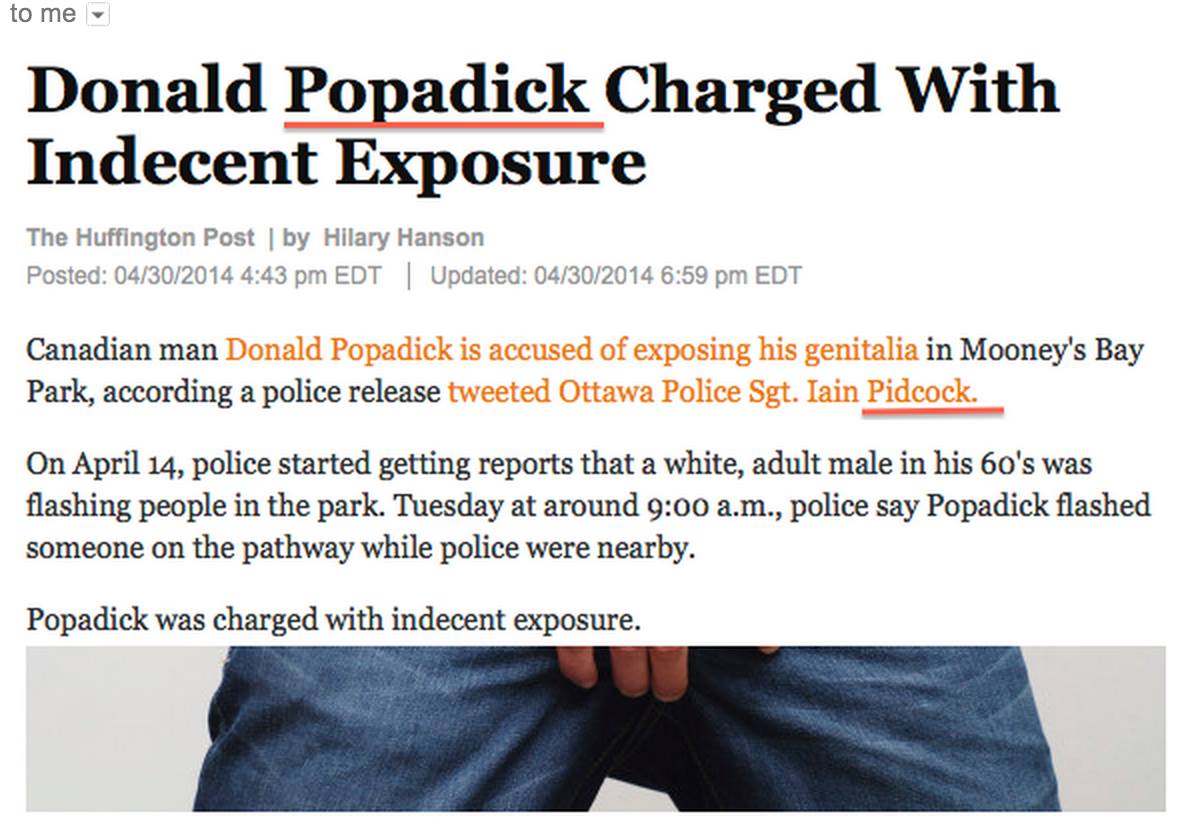 to me
Donald Popadick Charged With
Indecent Exposure
The Huffington Post | by Hilary Hanson
Posted: 04/30/2014 4:43 pm EDT | Updated: 04/30/2014 6:59 pm EDT
Canadian man Donald Popadick is accused of exposing his genitalia in Mooney's Bay
Park, according a police release tweeted Ottawa Police Sgt. Iain Pidcock.
On April 14, police started getting reports that a white, adult male in his 60's was
flashing people in the park. Tuesday at around 9:00 a.m., police say Popadick flashed
someone on the pathway while police were nearby.
Popadick was charged with indecent exposure.